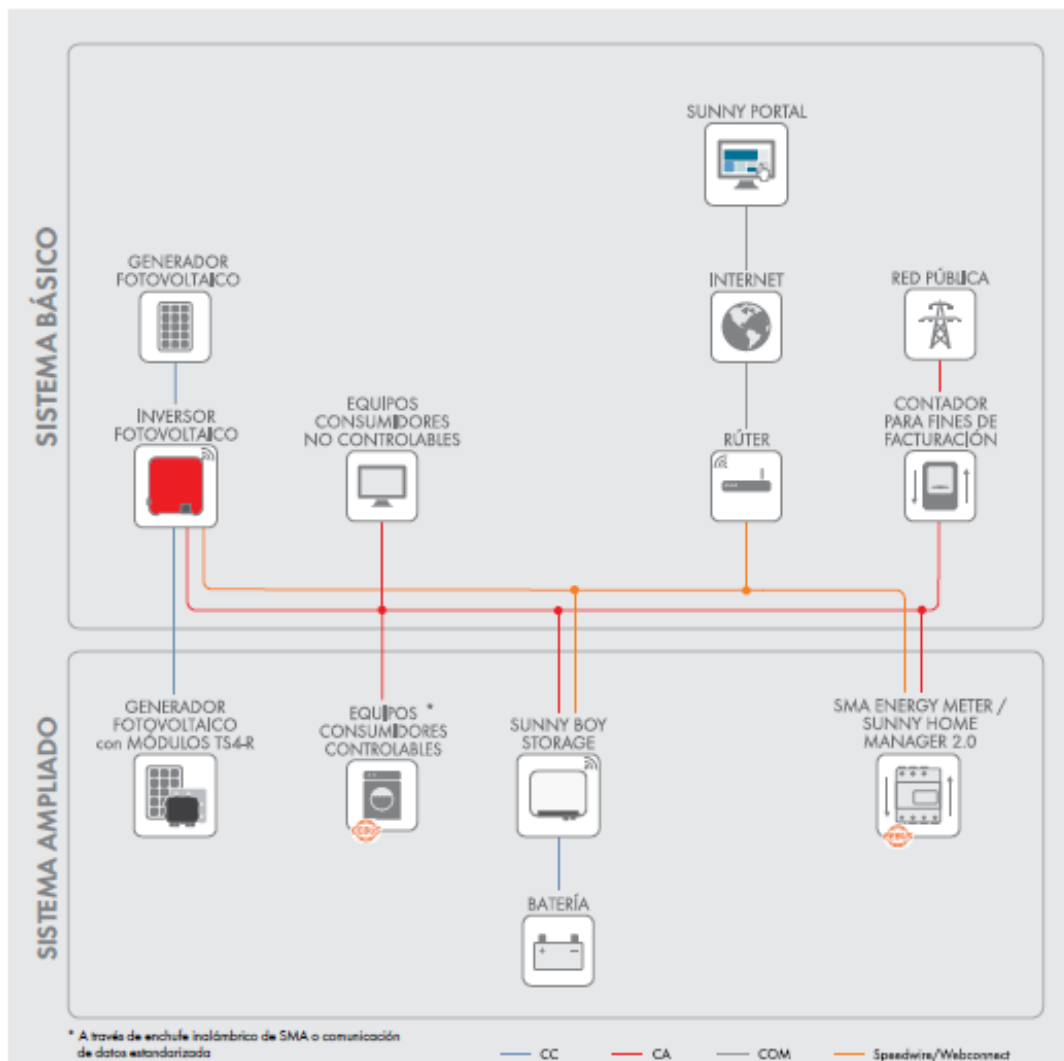 SISTEMA BÁSICO
SUNNY PORTAL
GENERADOR
FOTOVOLTAICO
INTERNET
RED PÚBLICA
INVERSOR
FOTOVOLTAICO
EQUIPOS
CONSUMIDORES
NO CONTROLABLES
RÚTER
CONTADOR
PARA FINES DE
FACTURACIÓN
SISTEMA AMPLIADO
GENERADOR
FOTOVOLTAICO
con MÓDULOS TS4-R
EQUIPOS *
CONSUMIDORES
CONTROLABLES
SUNNY BOY
STORAGE
SMA ENERGY METER /
SUNNY HOME
MANAGER 2.0
BATERÍA
* A través de enchufe inalámbrico de SMA o comunicación
de datos estandarizada
CC
CA
COM
Speedwire/Webconnect